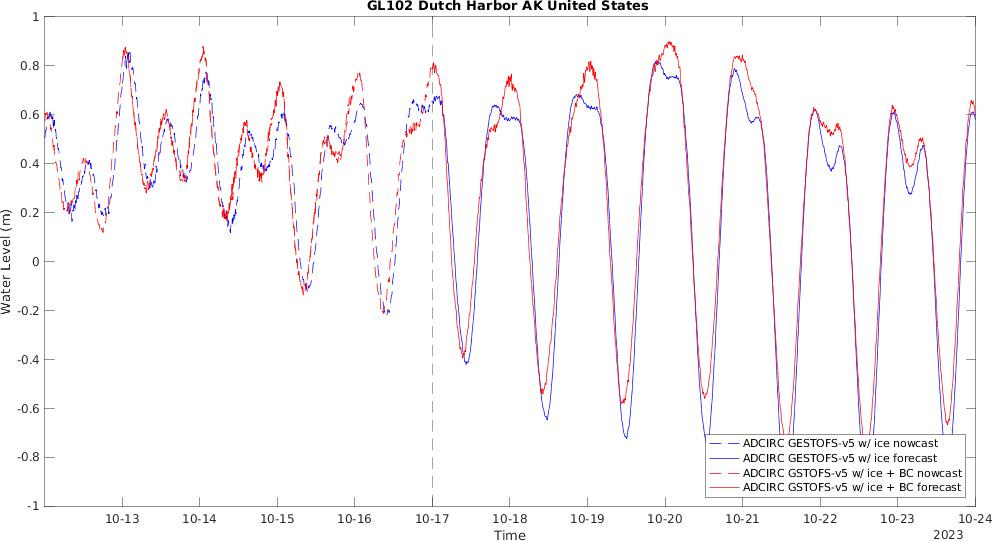 GL102 Dutch Harbor AK United States
1
0.8
0.6
0.4
0.2
0
-0.2
-0.4
-0.6
-0.8
-1
Water Level (m)
ADCIRC GESTOFS-v5 w/ ice nowcast
ADCIRC GESTOFS-v5 w/ ice forecast
ADCIRC GSTOFS-v5 w/ ice + BC nowcast
ADCIRC GSTOFS-v5 w/ ice + BC forecast
10-13 10-14 10-15 10-16 10-17 10-18 10-19 10-20 10-21 10-22 10-23 10-24
Time
2023